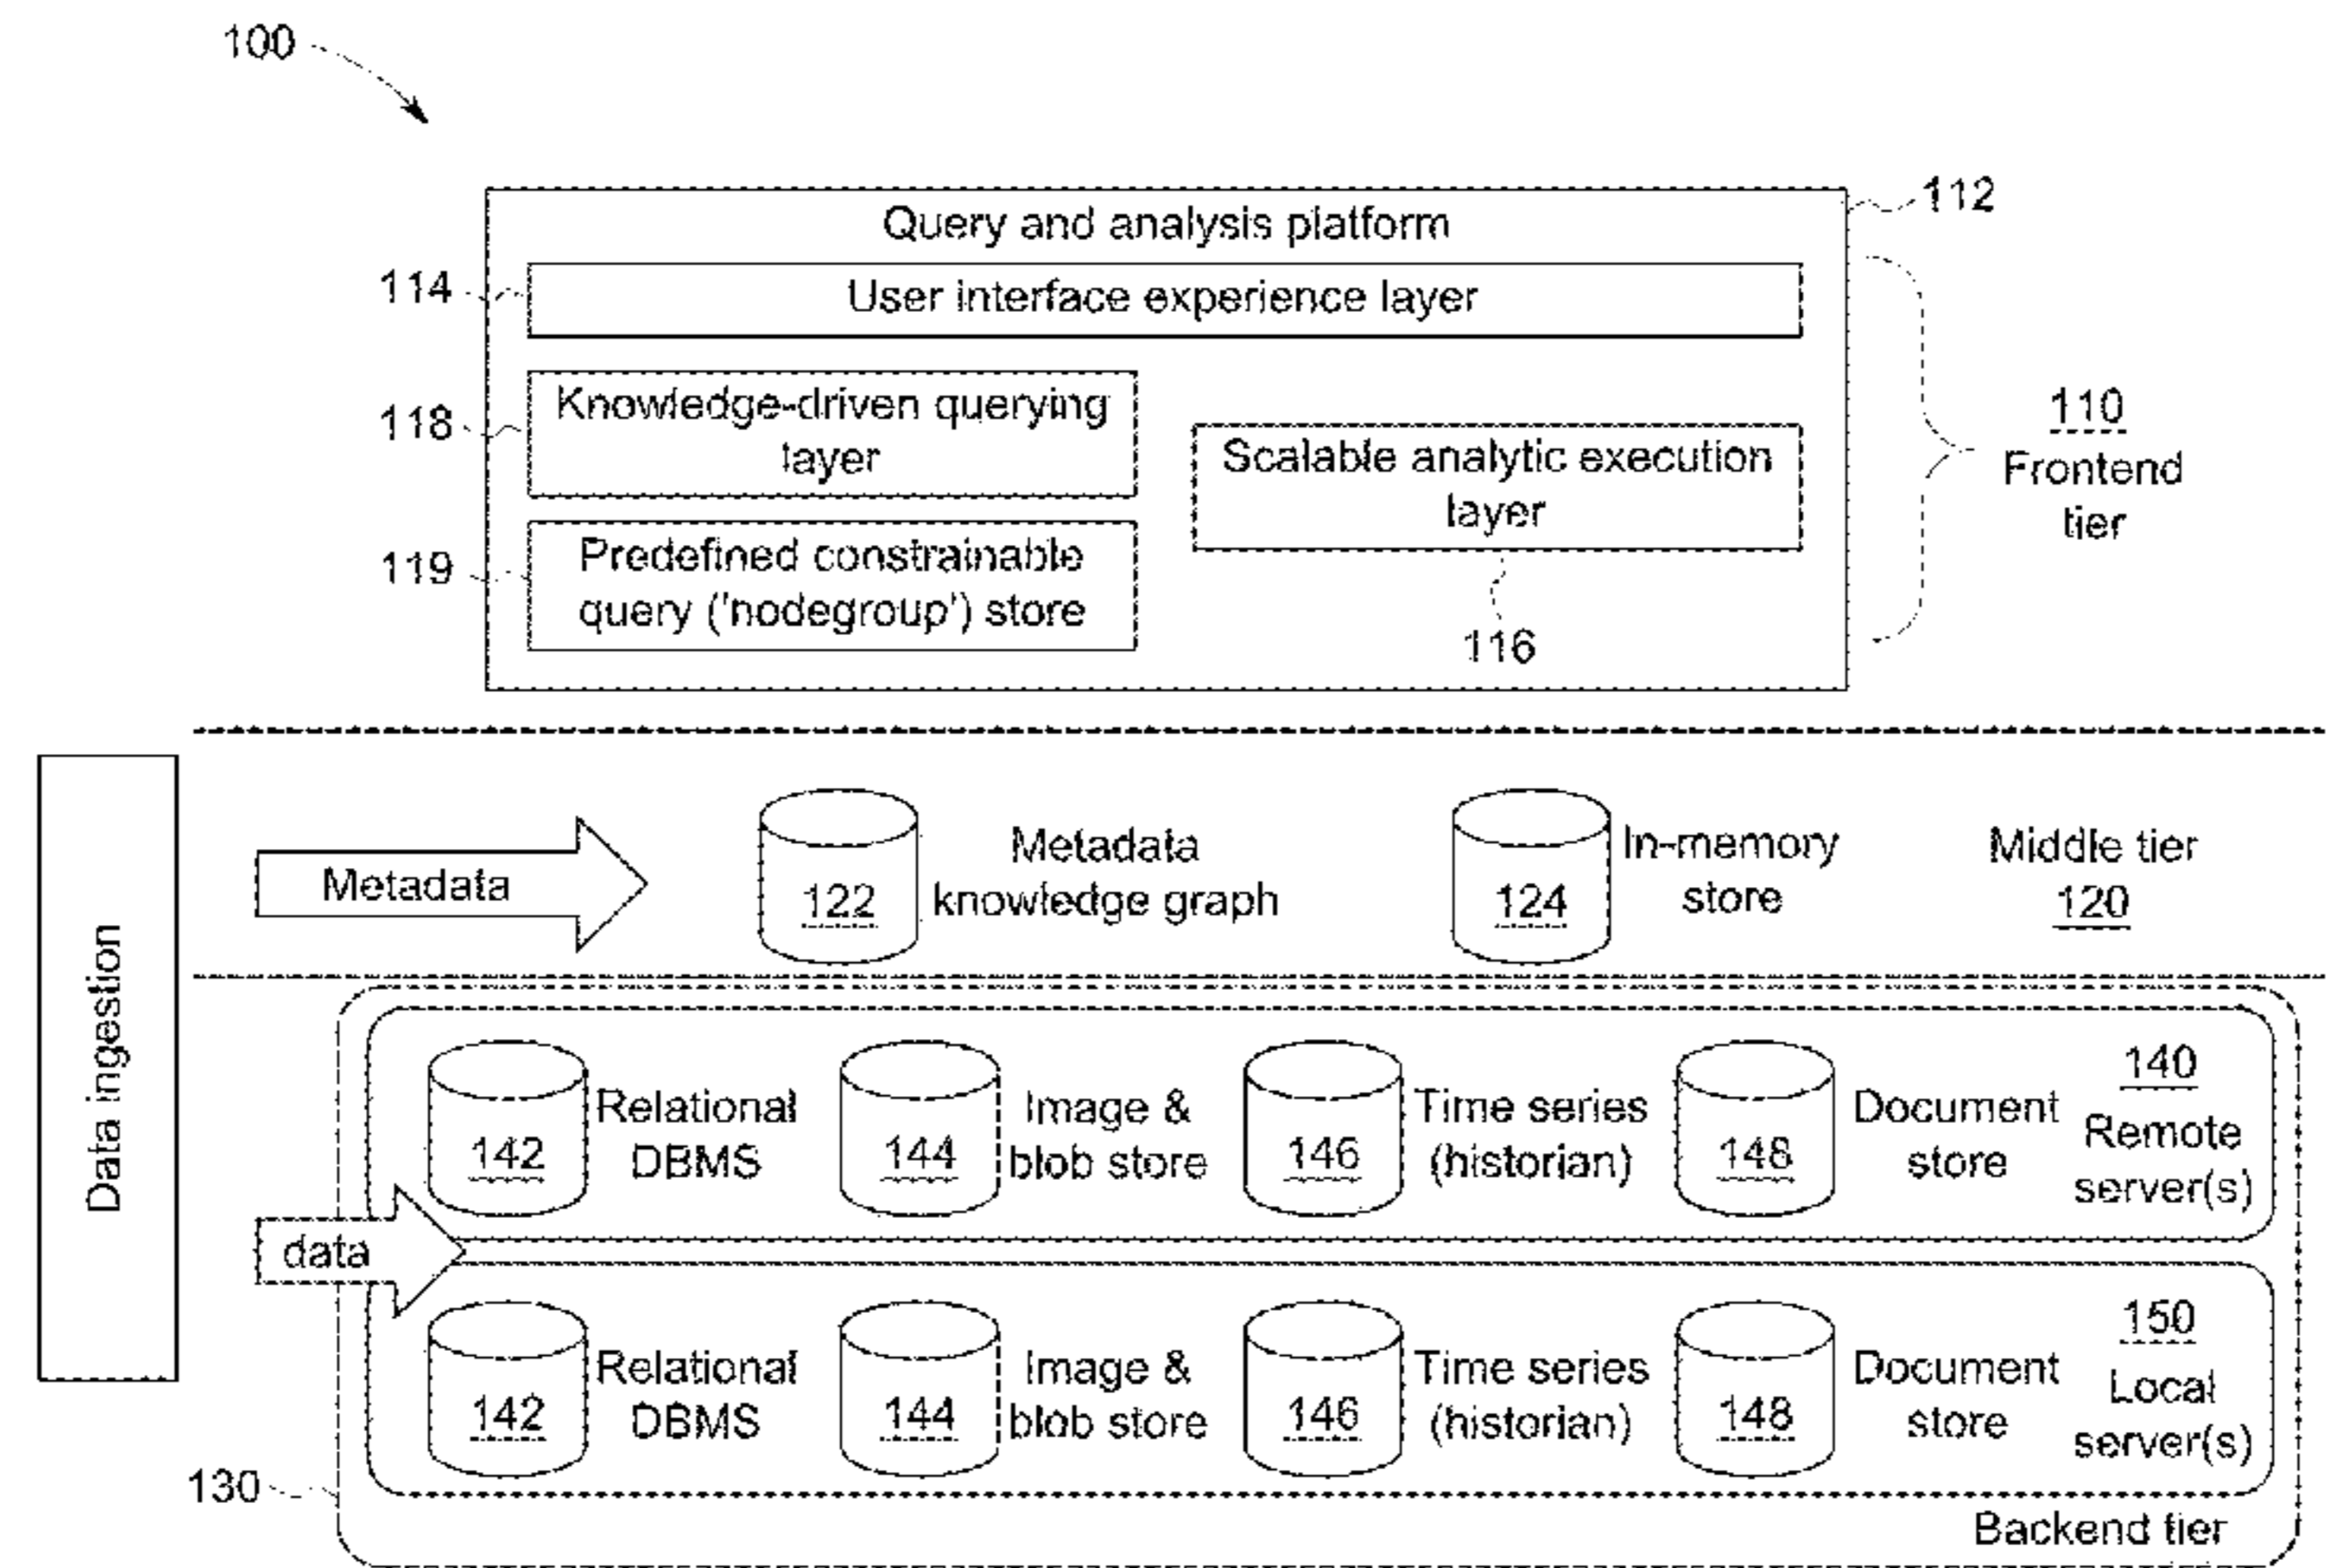 100
112
Query and analysis platform
114
User interface experience layer
118
Knowledge-driven querying
layer
Scalable analytic execution
layer
110
Frontend
tier
119
Predefined constrainable
query ('nodegroup') store
116
Data ingestion
Metadata
122
Metadata
knowledge graph
124
In-memory
store
Middle tier
120
142
Relational
DBMS
144
Image &
blob store
146
Time series
(historian)
148
Document
store
140
Remote
server(s)
data
142
Relational
DBMS
144
Image &
blob store
146
Time series
(historian)
148
Document
store
150
Local
server(s)
130
Backend tier